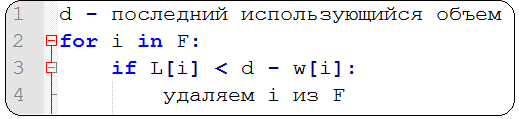 1 d - последний использующийся объем
2 for i in F:
3 if L[i] < d - w[i]:
4 удаляем i из F